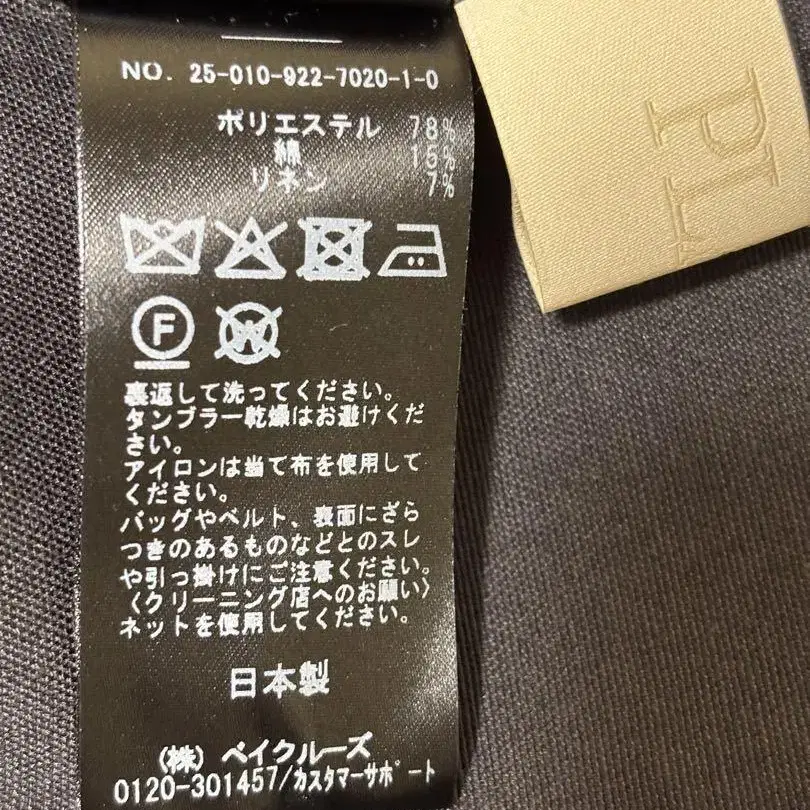 NO. 25-010-922-7020-1-0
ポリエステル 78%
綿 15%
リネン 7%
F
W
裏返して洗ってください。
タンブラー乾燥はお避けくだ
さい。
アイロンは当て布を使用して
ください。
バッグやベルト、表面にざら
つきのあるものなどとのスレ
や引っ掛けにご注意ください。
〈クリーニング店へのお願い〉
ネットを使用してください。
日本製
(株) ベイクルーズ
0120-301457/カスタマーサポート
PL